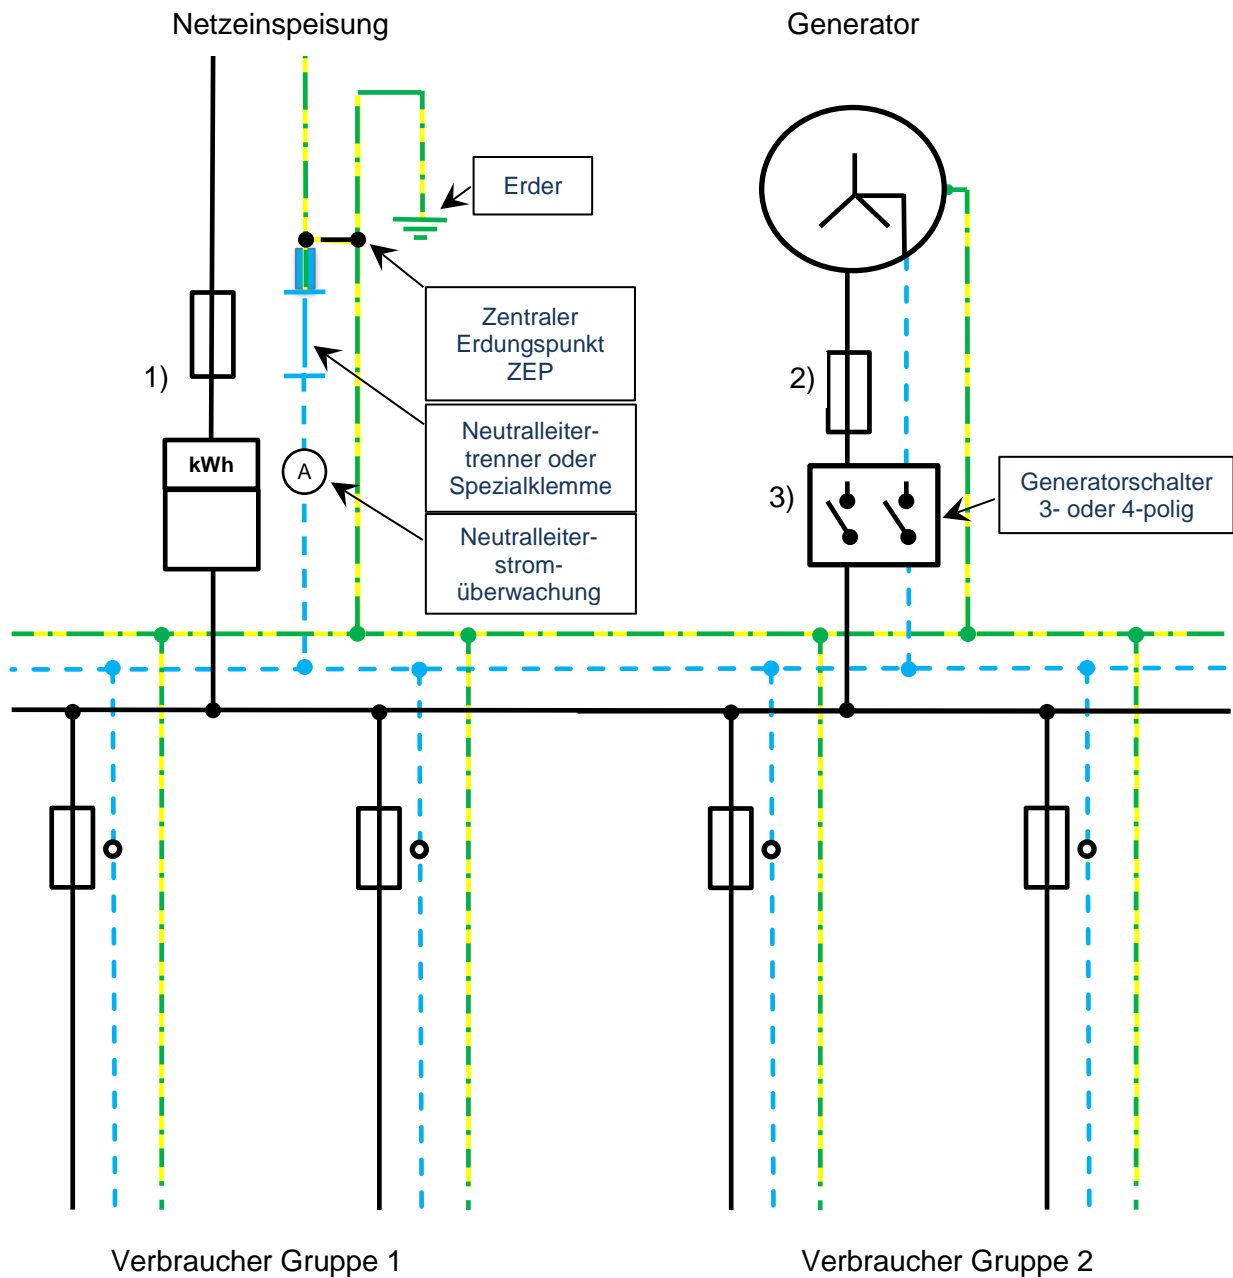 Netzeinspeisung
Generator
Erder
Zentraler
Erdungspunkt
ZEP
1)
2)
Neutralleiter-
trenner oder
Spezialklemme
kWh
A
3)
Generatorschalter
3- oder 4-polig
Neutralleiter-
strom-
überwachung
Verbraucher Gruppe 1
Verbraucher Gruppe 2